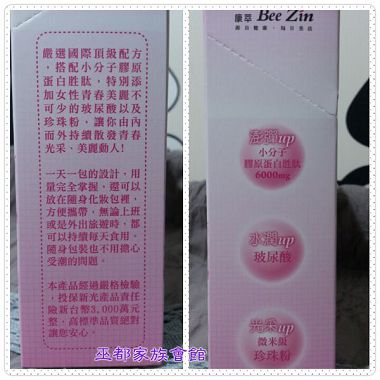 嚴選國際頂級配方
，搭配小分子膠原
蛋白胜肽，特別添
加女性青春美麗不
可少的玻尿酸以及
珍珠粉，讓你由內
而外持續散發青春
光采、美麗動人！
一天一包的設計，用
量完全掌握，還可以
放在隨身化妝包裡，
方便攜帶，無論上班
或是外出旅遊時，都
可以持續每天食用。
隨身包裝也不用擔心
受潮的問題。
本產品經過嚴格檢驗
，投保新光產品責任
險新台幣3,000萬元
整，高標準品質絕對
讓您安心。
康萃 Bee Zin
澎彈up
小分子
膠原蛋白胜肽
6000mg
水潤up
玻尿酸
光采up
微米級
珍珠粉
巫都家族會館